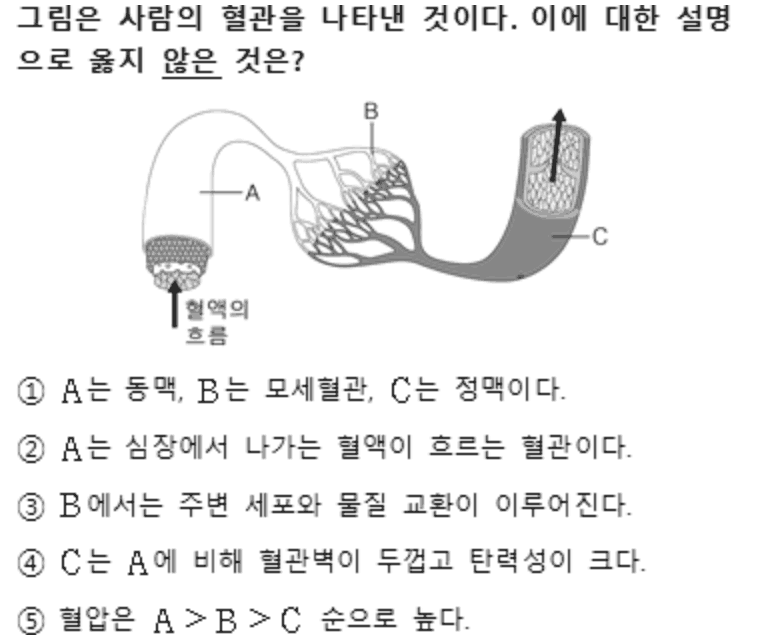 그림은 사람의 혈관을 나타낸 것이다. 이에 대한 설명
으로 옳지 않은 것은?
B
A
C
혈액의
흐름
① A는 동맥, B는 모세혈관, C는 정맥이다.
② A는 심장에서 나가는 혈액이 흐르는 혈관이다.
③ B에서는 주변 세포와 물질 교환이 이루어진다.
④ C는 A에 비해 혈관벽이 두껍고 탄력성이 크다.
⑤ 혈압은 A > B > C 순으로 높다.